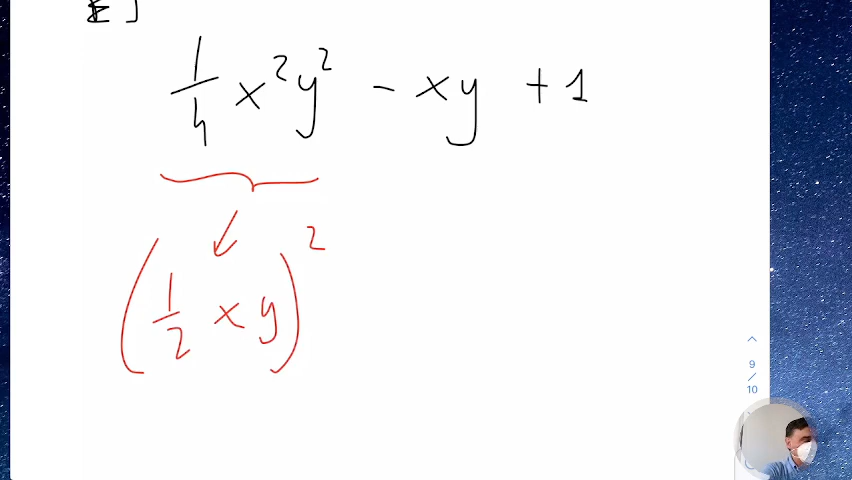 E]
1/4 x²y² - xy + 1
(1/2 xy)²
9
/
10